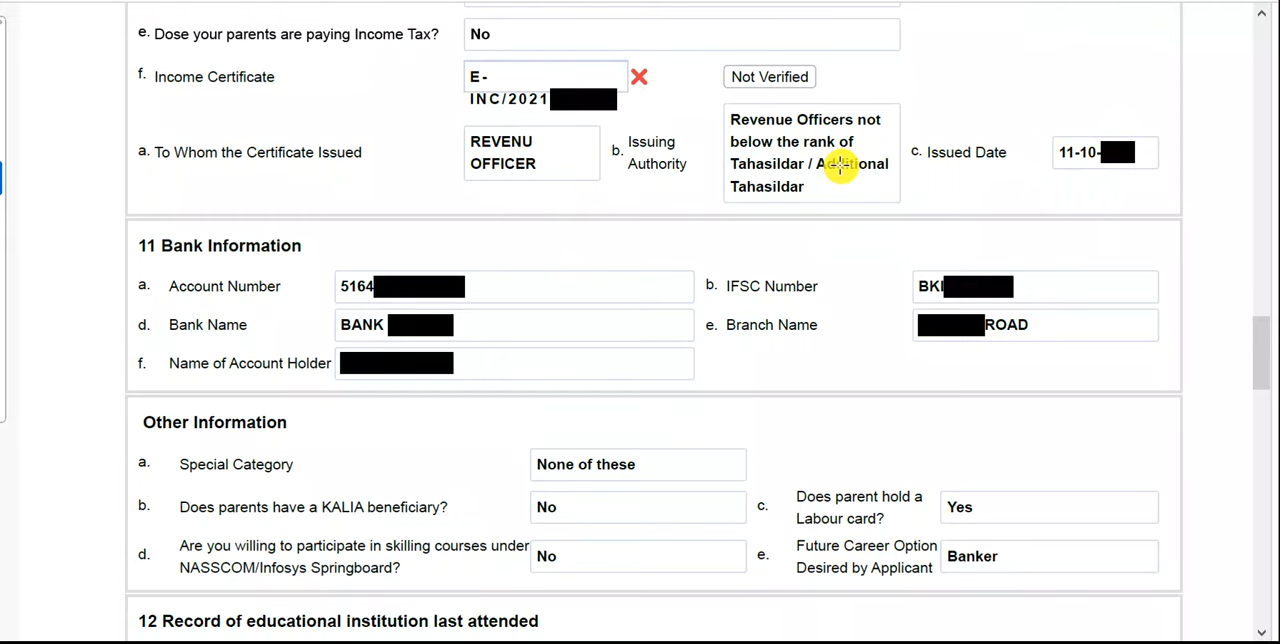 e. Dose your parents are paying Income Tax? No
f. Income Certificate E-
INC/2021 Not Verified
a. To Whom the Certificate Issued REVENU
OFFICER
b. Issuing
Authority
Revenue Officers not
below the rank of
Tahasildar / Additional
Tahasildar
c. Issued Date 11-10-
11 Bank Information
a. Account Number 5164 b. IFSC Number BKI
d. Bank Name BANK e. Branch Name ROAD
f. Name of Account Holder
Other Information
a. Special Category None of these
b. Does parents have a KALIA beneficiary? No
c. Does parent hold a
Labour card? Yes
d. Are you willing to participate in skilling courses under
NASSCOM/Infosys Springboard? No
e. Future Career Option
Desired by Applicant Banker
12 Record of educational institution last attended